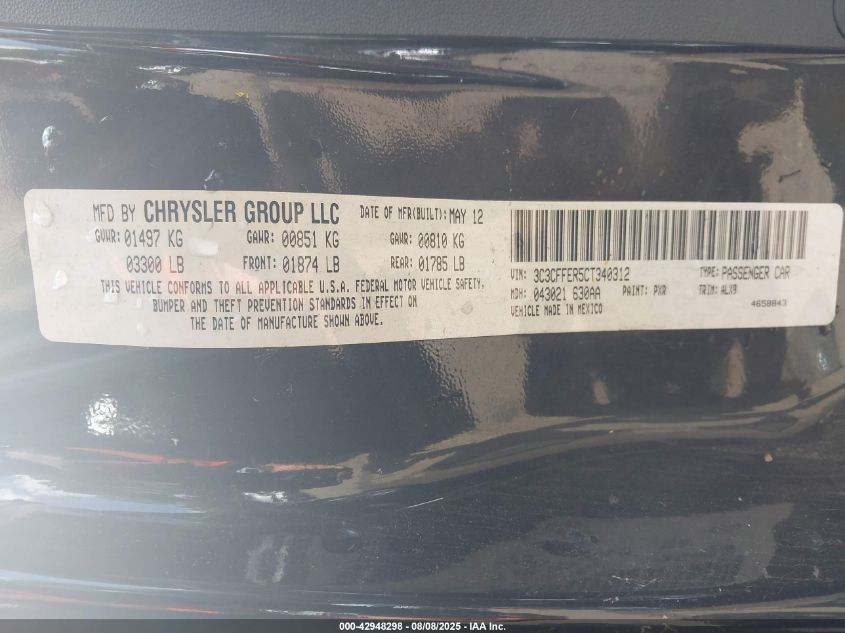 MFD BY CHRYSLER GROUP LLC DATE OF MFR(BUILT): MAY 12
GVWR: 01497 KG GAWR: 00851 KG GAWR: 00810 KG
03300 LB FRONT: 01874 LB REAR: 01785 LB
THIS VEHICLE CONFORMS TO ALL APPLICABLE U.S.A. FEDERAL MOTOR VEHICLE SAFETY,
BUMPER AND THEFT PREVENTION STANDARDS IN EFFECT ON
THE DATE OF MANUFACTURE SHOWN ABOVE.
VIN: 3C3CFFER5CT340912 TYPE: PASSENGER CAR
MDH: 043021 630AA PAINT: PXR TRIM: ALX9
VEHICLE MADE IN MEXICO 4658843
000-42948298 - 08/08/2025 - IAA Inc.